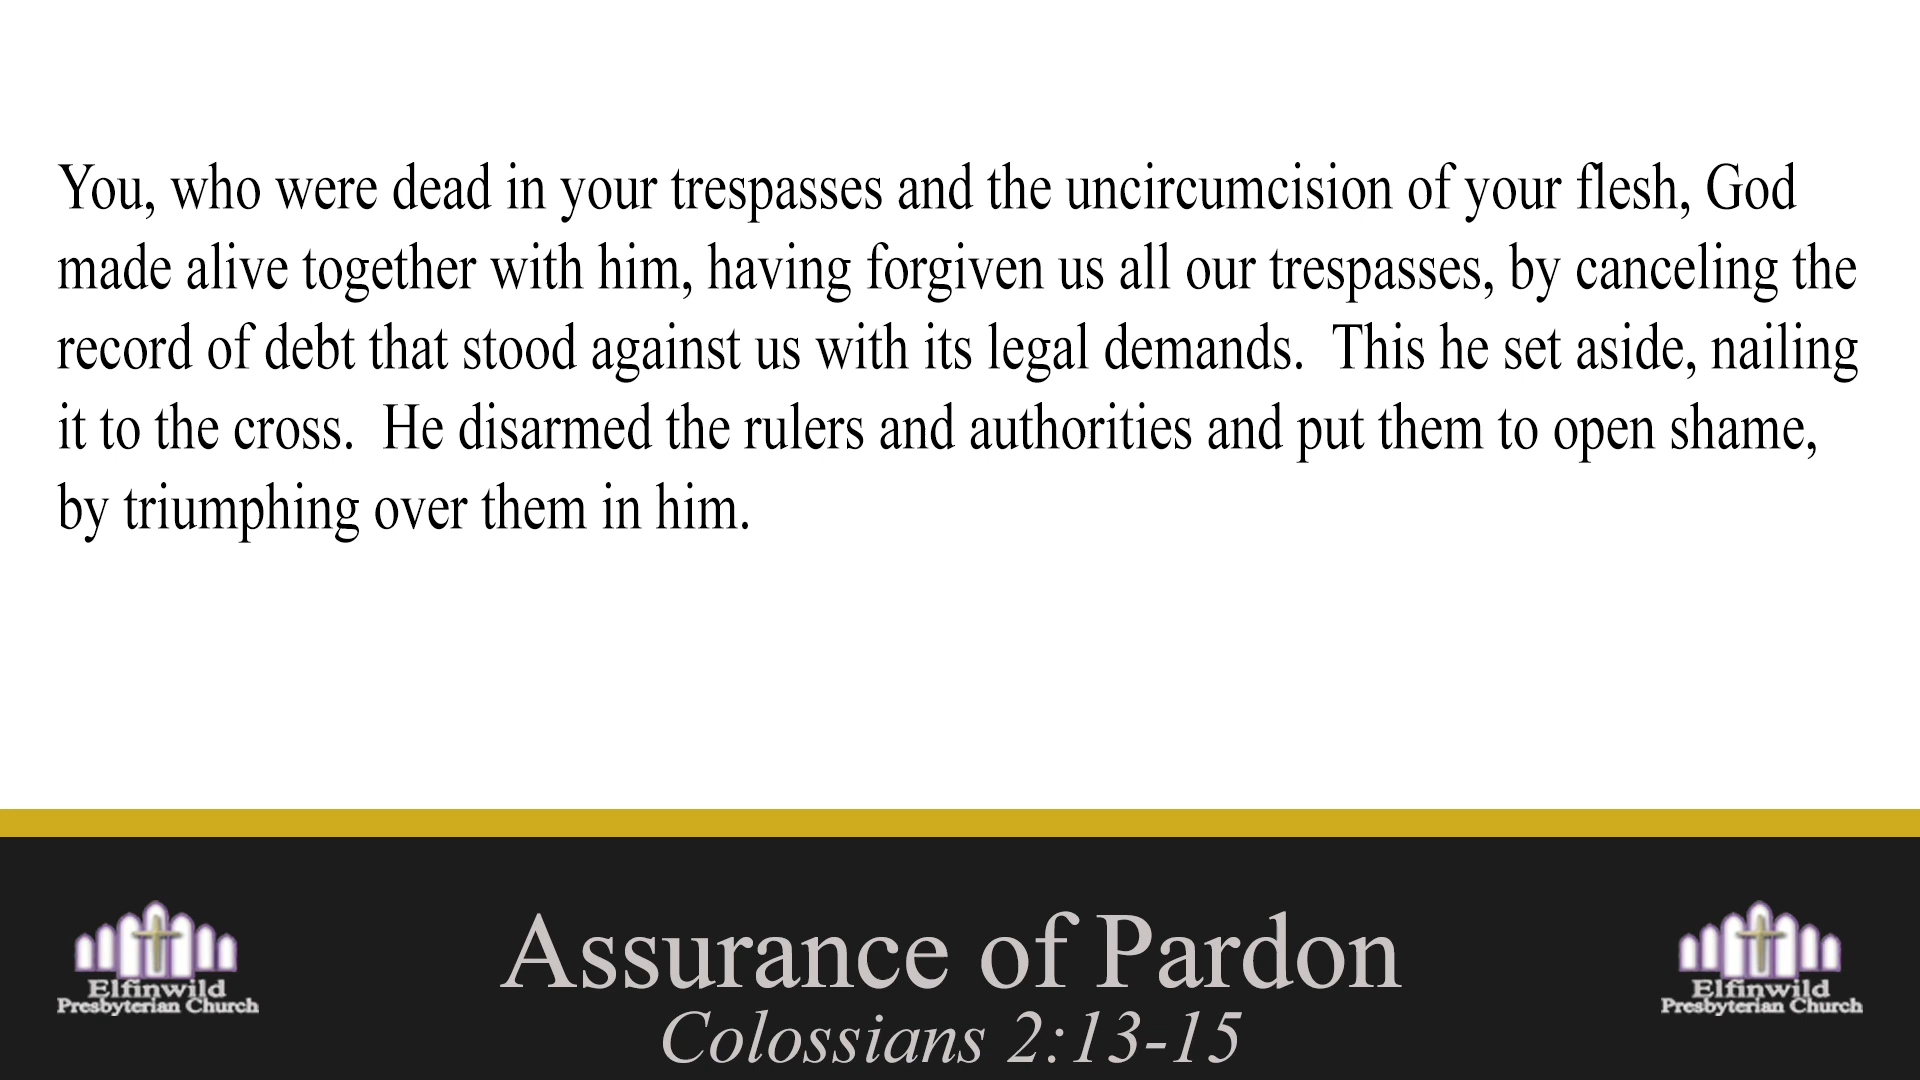 You, who were dead in your trespasses and the uncircumcision of your flesh, God
made alive together with him, having forgiven us all our trespasses, by canceling the
record of debt that stood against us with its legal demands.  This he set aside, nailing
it to the cross.  He disarmed the rulers and authorities and put them to open shame,
by triumphing over them in him.
Elfinwild
Presbyterian Church
Assurance of Pardon
Colossians 2:13-15
Elfinwild
Presbyterian Church